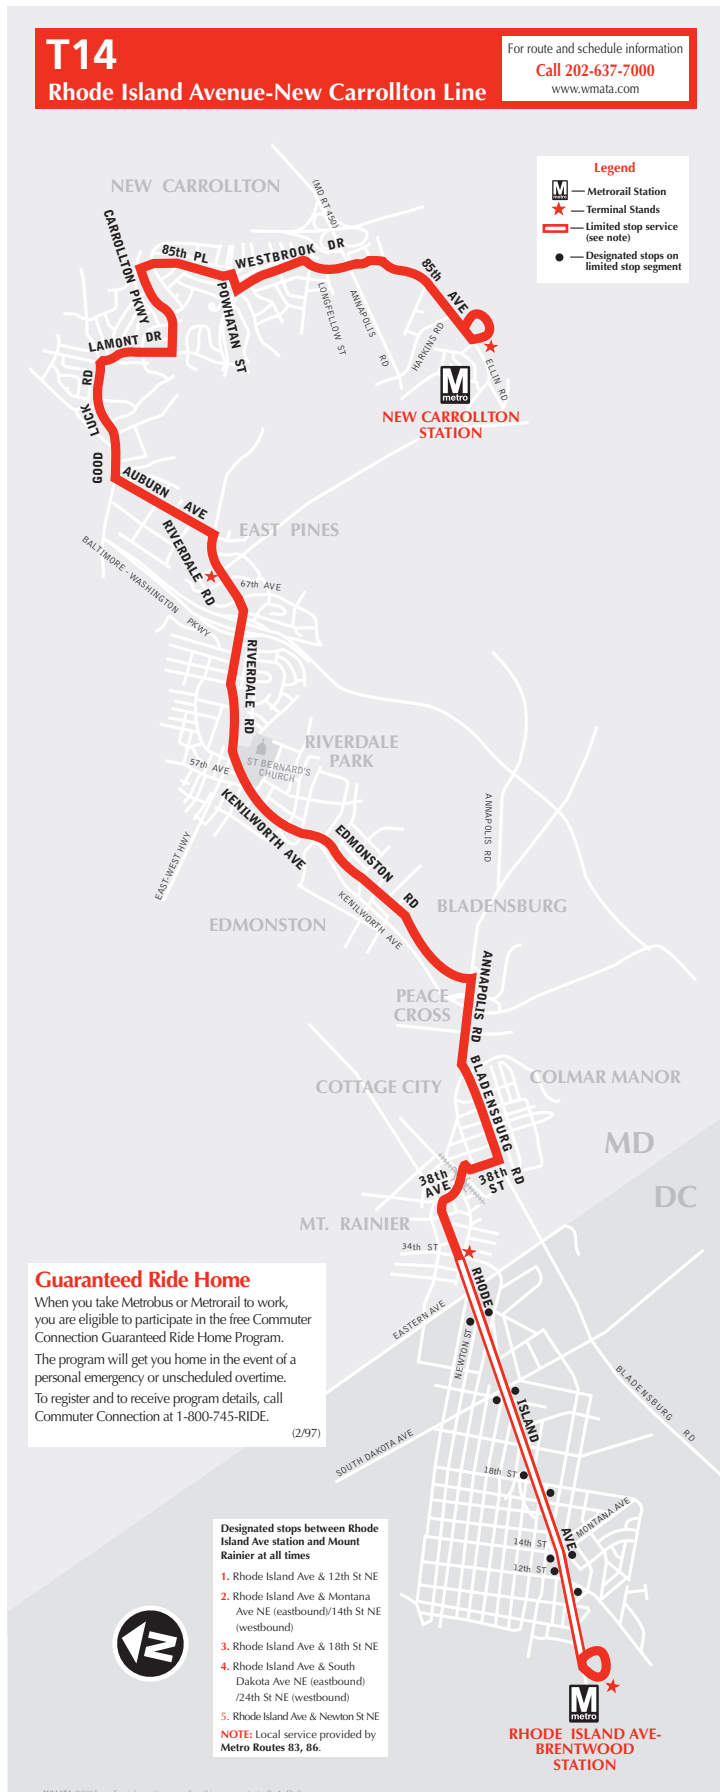 T14
Rhode Island Avenue-New Carrollton Line
For route and schedule information
Call 202-637-7000
www.wmata.com
Legend
M metro
Metrorail Station
Terminal Stands
Limited stop service
(see note)
Designated stops on
limited stop segment
NEW CARROLLTON
(MD RT 450)
CARROLLTON PKWY
85th PL
WESTBROOK DR
POWHATAN ST
LONGFELLOW ST
ANNAPOLIS RD
85th AVE
HARKINS RD
ELLIN RD
LAMONT DR
M
metro
NEW CARROLLTON
STATION
GOOD LUCK RD
AUBURN AVE
EAST PINES
RIVERDALE RD
BALTIMORE - WASHINGTON PKWY
67th AVE
RIVERDALE RD
RIVERDALE
PARK
ST BERNARD'S
CHURCH
57th AVE
KENILWORTH AVE
EAST-WEST HWY
EDMONSTON RD
ANNAPOLIS RD
KENILWORTH AVE
BLADENSBURG
EDMONSTON
ANNAPOLIS RD
PEACE
CROSS
COTTAGE CITY
COLMAR MANOR
BLADENSBURG RD
MD
DC
38th
AVE
38th
ST
MT. RAINIER
34th ST
Guaranteed Ride Home
When you take Metrobus or Metrorail to work,
you are eligible to participate in the free Commuter
Connection Guaranteed Ride Home Program.
The program will get you home in the event of a
personal emergency or unscheduled overtime.
To register and to receive program details, call
Commuter Connection at 1-800-745-RIDE.
(2/97)
RHODE ISLAND AVE
EASTERN AVE
NEWTON ST
BLADENSBURG RD
SOUTH DAKOTA AVE
18th ST
MONTANA AVE
14th ST
12th ST
Designated stops between Rhode
Island Ave station and Mount
Rainier at all times
1. Rhode Island Ave & 12th St NE
2. Rhode Island Ave & Montana
Ave NE (eastbound)/14th St NE
(westbound)
3. Rhode Island Ave & 18th St NE
4. Rhode Island Ave & South
Dakota Ave NE (eastbound)
/24th St NE (westbound)
5. Rhode Island Ave & Newton St NE
NOTE: Local service provided by
Metro Routes 83, 86.
N
M
metro
RHODE ISLAND AVE-
BRENTWOOD
STATION